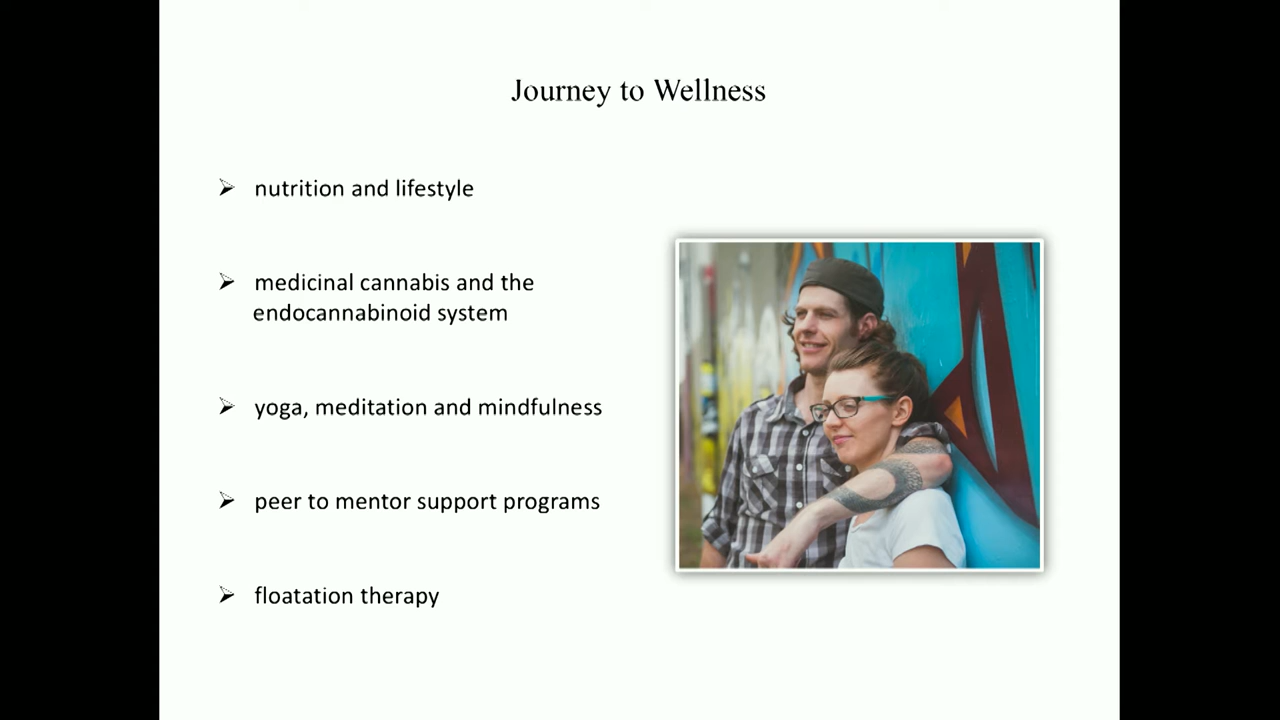 Journey to Wellness
➢ nutrition and lifestyle
➢ medicinal cannabis and the
endocannabinoid system
➢ yoga, meditation and mindfulness
➢ peer to mentor support programs
➢ floatation therapy